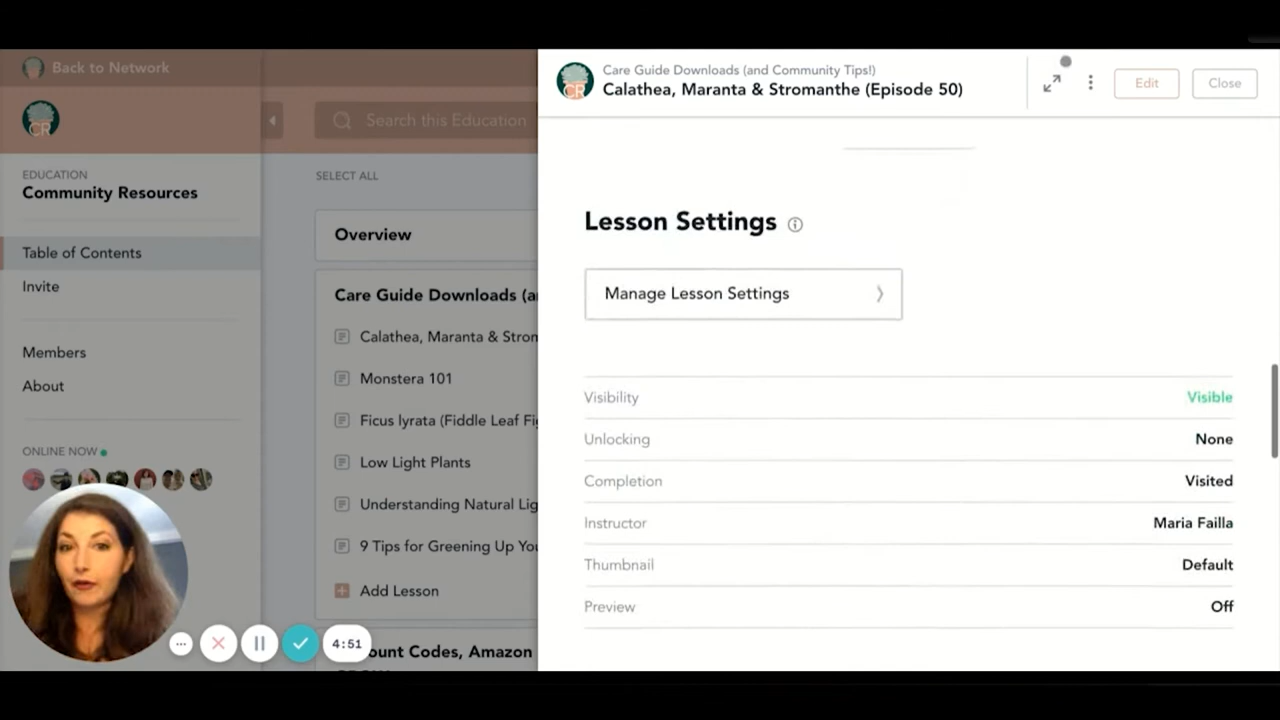 Back to Network
CR
EDUCATION
Community Resources
Table of Contents
Invite
Members
About
ONLINE NOW
4:51
Search this Education
SELECT ALL
Overview
Care Guide Downloads (a
Calathea, Maranta & Strom
Monstera 101
Ficus lyrata (Fiddle Leaf Fi
Low Light Plants
Understanding Natural Lig
9 Tips for Greening Up You
Add Lesson
ount Codes, Amazon
CR
Care Guide Downloads (and Community Tips!)
Calathea, Maranta & Stromanthe (Episode 50)
Edit
Close
Lesson Settings
Manage Lesson Settings
Visibility Visible
Unlocking None
Completion Visited
Instructor Maria Failla
Thumbnail Default
Preview Off